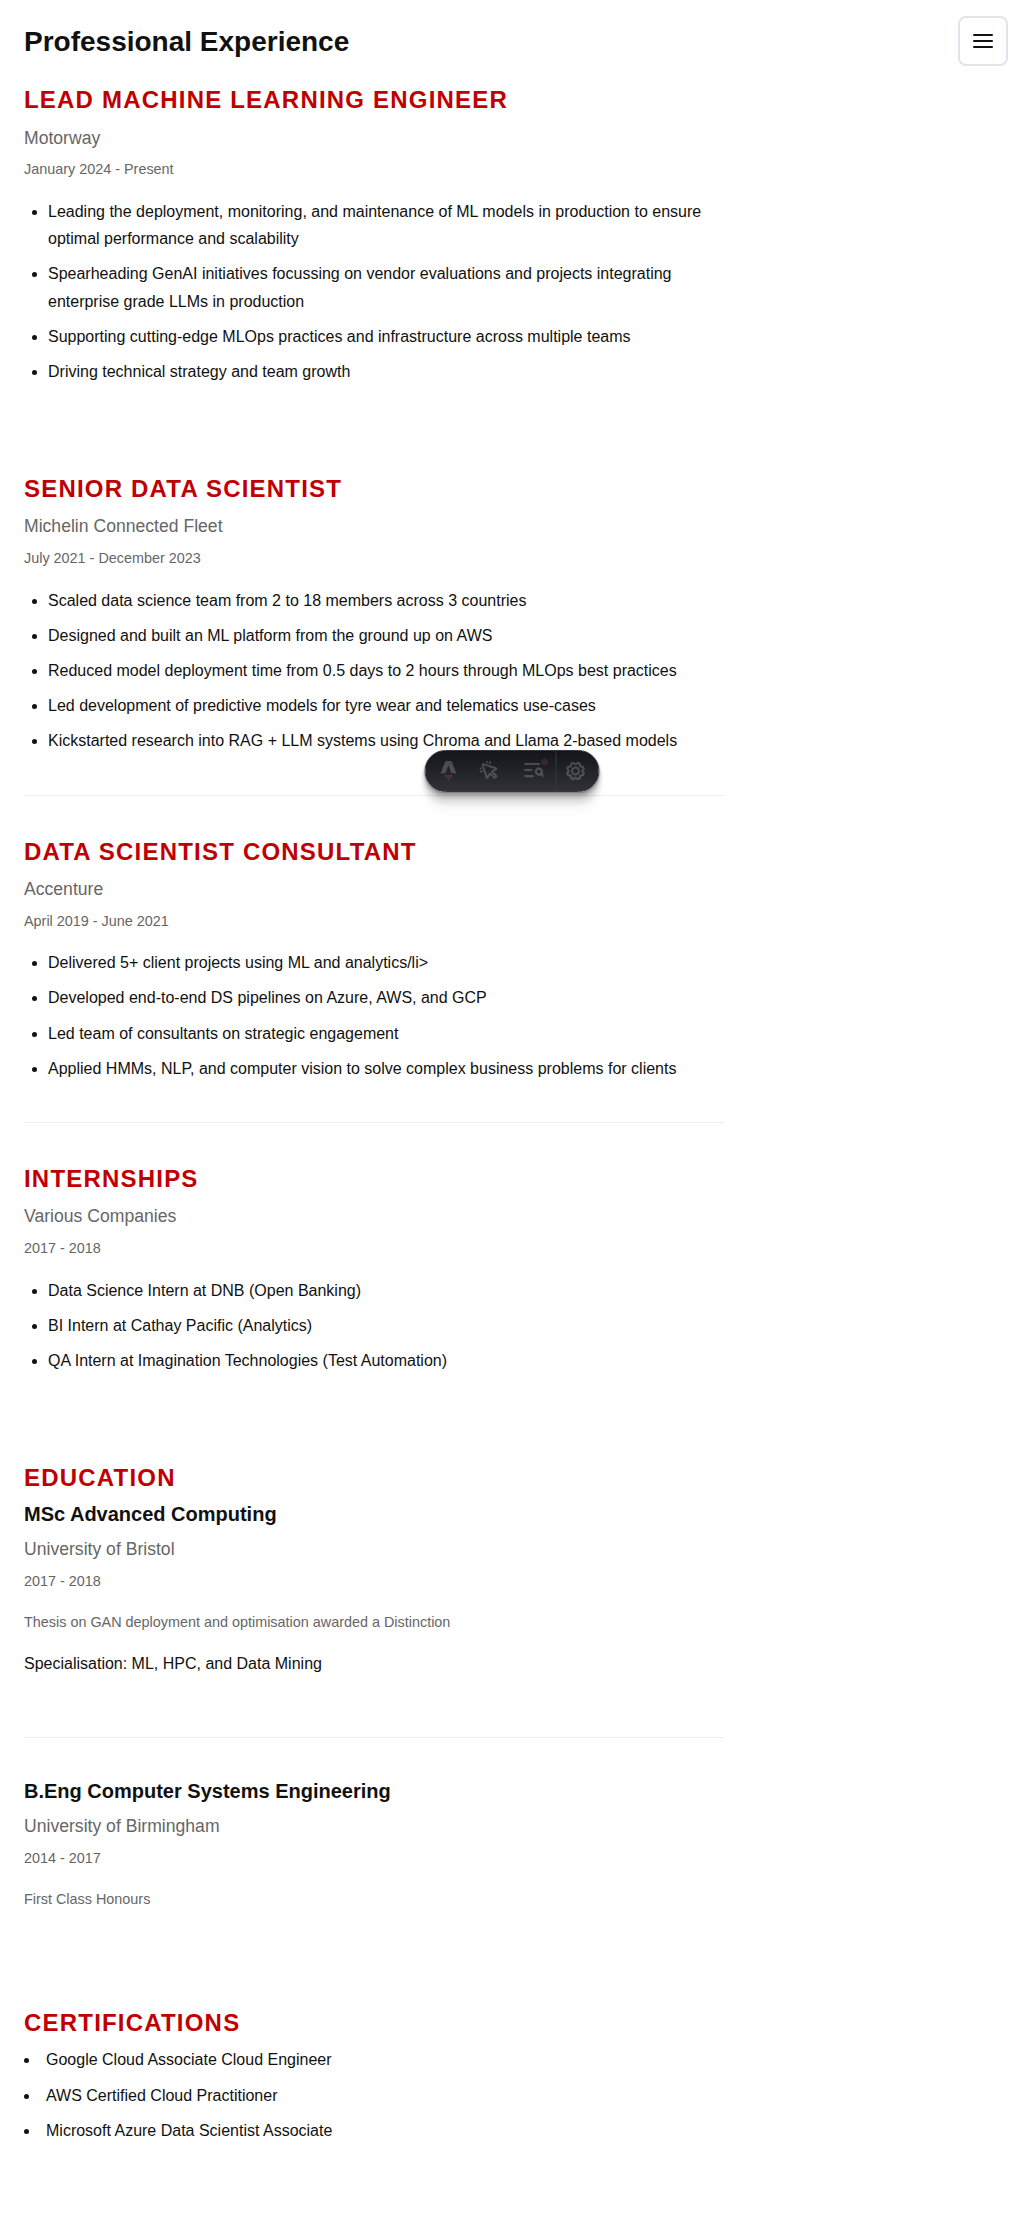 Professional Experience
LEAD MACHINE LEARNING ENGINEER
Motorway
January 2024 - Present
Leading the deployment, monitoring, and maintenance of ML models in production to ensure
optimal performance and scalability
Spearheading GenAI initiatives focussing on vendor evaluations and projects integrating
enterprise grade LLMs in production
Supporting cutting-edge MLOps practices and infrastructure across multiple teams
Driving technical strategy and team growth
SENIOR DATA SCIENTIST
Michelin Connected Fleet
July 2021 - December 2023
Scaled data science team from 2 to 18 members across 3 countries
Designed and built an ML platform from the ground up on AWS
Reduced model deployment time from 0.5 days to 2 hours through MLOps best practices
Led development of predictive models for tyre wear and telematics use-cases
Kickstarted research into RAG + LLM systems using Chroma and Llama 2-based models
DATA SCIENTIST CONSULTANT
Accenture
April 2019 - June 2021
Delivered 5+ client projects using ML and analytics/li>
Developed end-to-end DS pipelines on Azure, AWS, and GCP
Led team of consultants on strategic engagement
Applied HMMs, NLP, and computer vision to solve complex business problems for clients
INTERNSHIPS
Various Companies
2017 - 2018
Data Science Intern at DNB (Open Banking)
BI Intern at Cathay Pacific (Analytics)
QA Intern at Imagination Technologies (Test Automation)
EDUCATION
MSc Advanced Computing
University of Bristol
2017 - 2018
Thesis on GAN deployment and optimisation awarded a Distinction
Specialisation: ML, HPC, and Data Mining
B.Eng Computer Systems Engineering
University of Birmingham
2014 - 2017
First Class Honours
CERTIFICATIONS
Google Cloud Associate Cloud Engineer
AWS Certified Cloud Practitioner
Microsoft Azure Data Scientist Associate